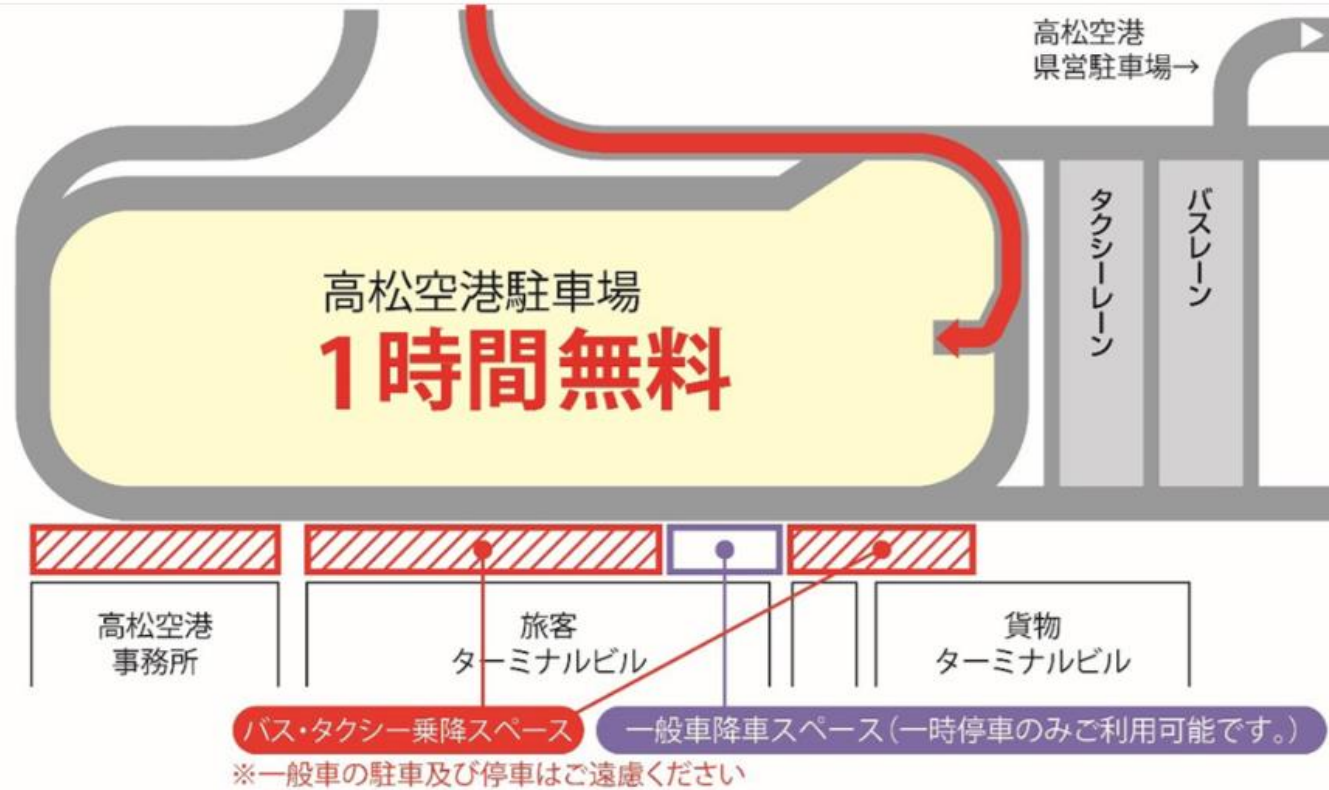 高松空港
県営駐車場→
タクシーレーン
バスレーン
高松空港駐車場
1時間無料
高松空港
事務所
旅客
ターミナルビル
貨物
ターミナルビル
バス・タクシー乗降スペース
一般車降車スペース(一時停車のみご利用可能です。)
※一般車の駐車及び停車はご遠慮ください